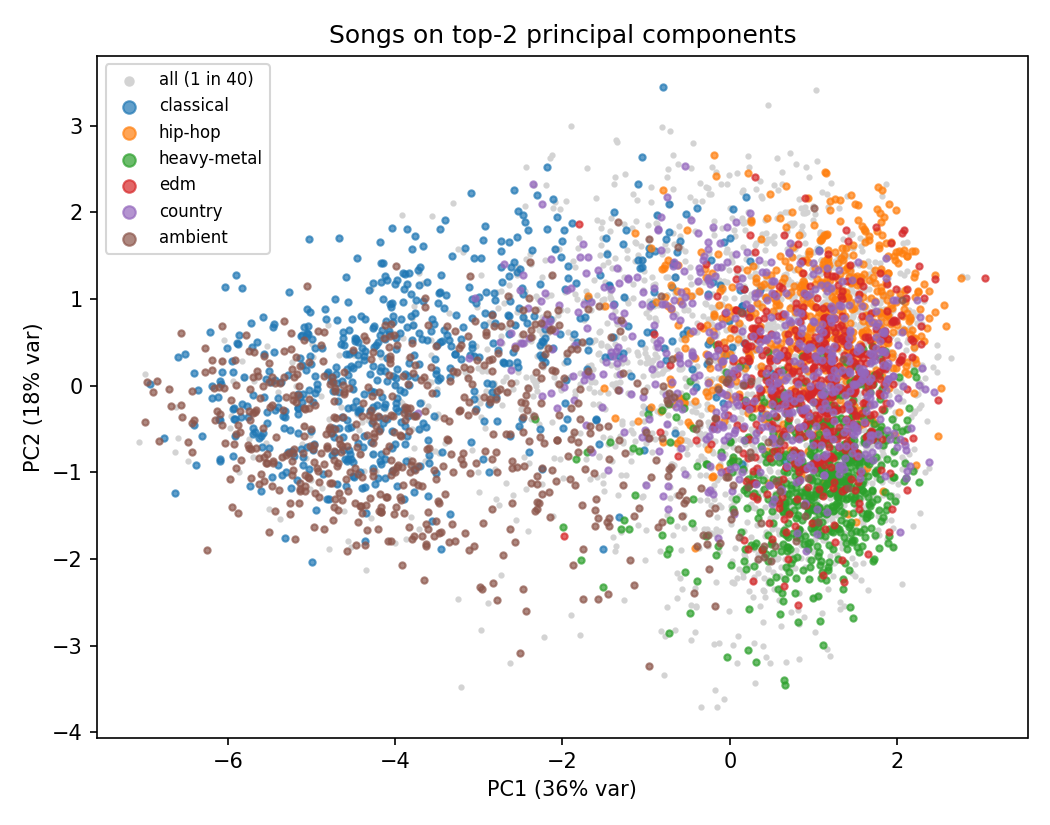 Songs on top-2 principal components
all (1 in 40)
classical
hip-hop
heavy-metal
edm
country
ambient
3
2
1
0
−1
−2
−3
−4
PC2 (18% var)
−6
−4
−2
0
2
PC1 (36% var)